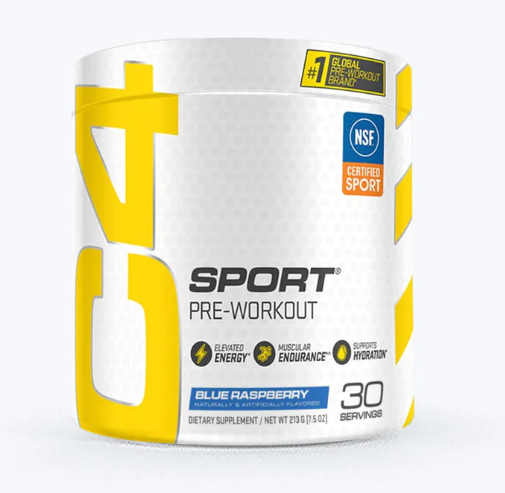 #1 GLOBAL
PRE-WORKOUT
BRAND*
C4
NSF
CERTIFIED
SPORT
SPORT®
PRE-WORKOUT
ELEVATED
ENERGY*
MUSCULAR
ENDURANCE*^
SUPPORTS
HYDRATION*
BLUE RASPBERRY
NATURALLY & ARTIFICIALLY FLAVORED
30
SERVINGS
DIETARY SUPPLEMENT / NET WT 213 G [7.5 OZ]